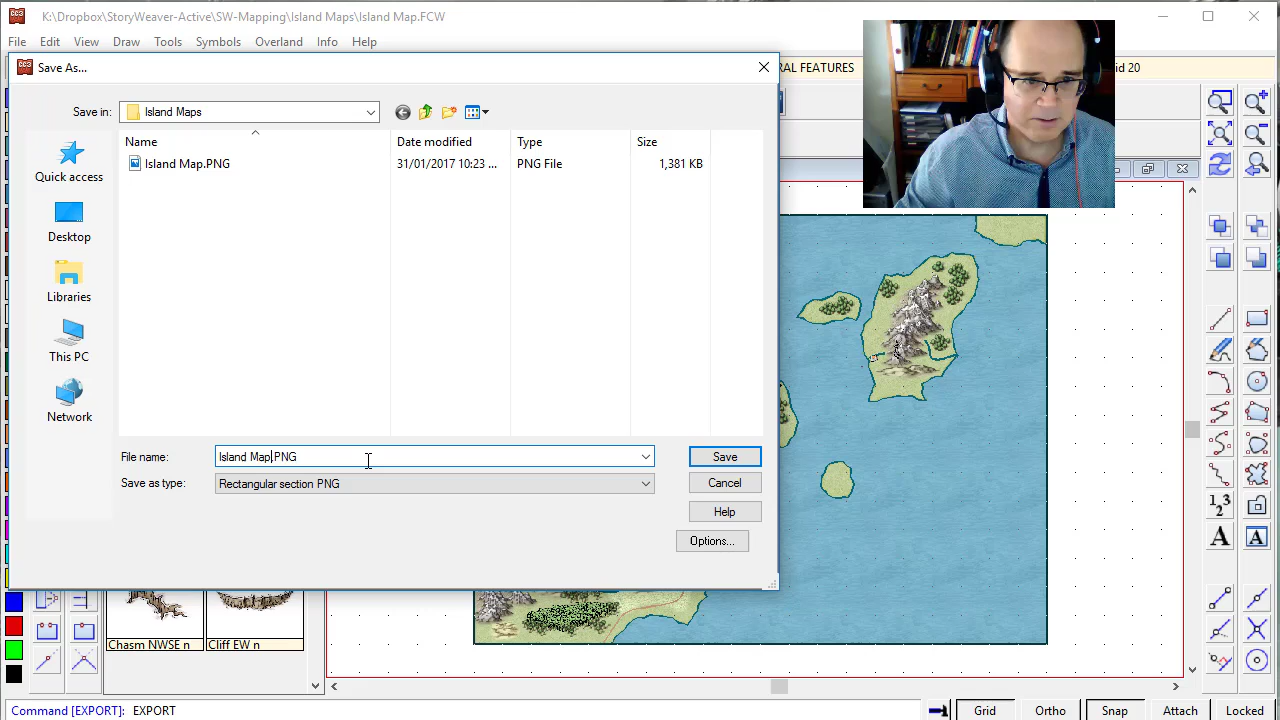 K:\Dropbox\StoryWeaver-Active\SW-Mapping\Island Maps\Island Map.FCW
File Edit View Draw Tools Symbols Overland Info Help
Save As...
Save in: Island Maps
Name Date modified Type Size
Island Map.PNG 31/01/2017 10:23 ... PNG File 1,381 KB
Quick access
Desktop
Libraries
This PC
Network
File name: Island Map.PNG Save
Save as type: Rectangular section PNG Cancel
Help
Options...
FEATURES
20
1 2 3
A A
Chasm NWSE n Cliff EW n
Command [EXPORT]: EXPORT
Grid Ortho Snap Attach Locked